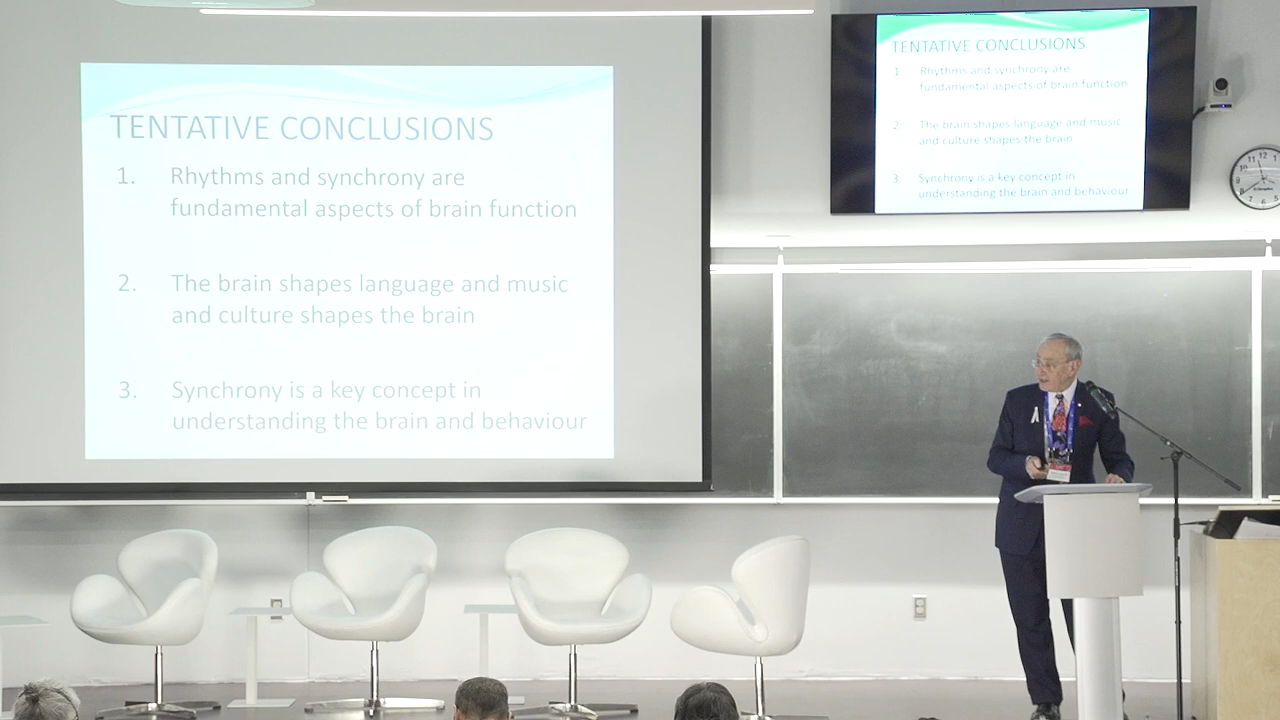 TENTATIVE CONCLUSIONS
1. Rhythms and synchrony are
fundamental aspects of brain function
2. The brain shapes language and music
and culture shapes the brain
3. Synchrony is a key concept in
understanding the brain and behaviour
TENTATIVE CONCLUSIONS
1. Rhythms and synchrony are
fundamental aspects of brain function
2. The brain shapes language and music
and culture shapes the brain
3. Synchrony is a key concept in
understanding the brain and behaviour